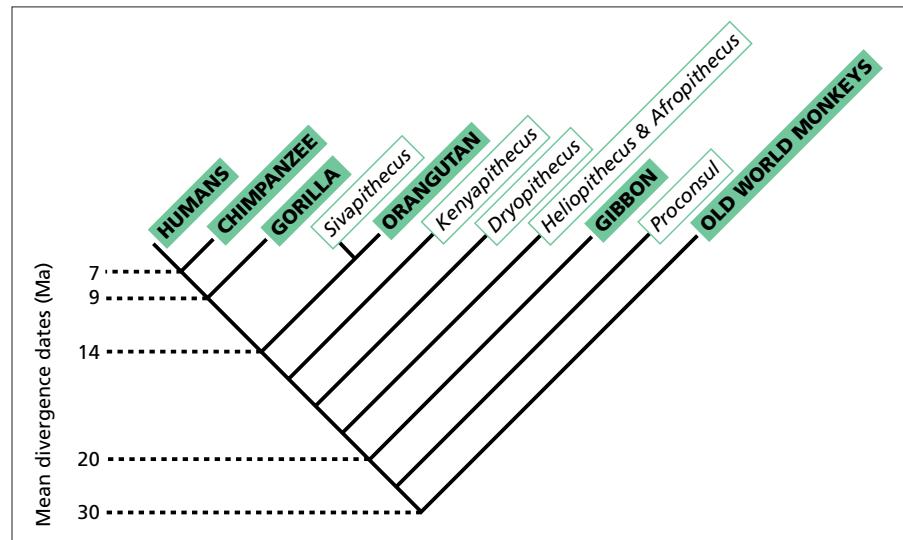 HUMANS
CHIMPANZEE
GORILLA
Sivapithecus
ORANGUTAN
Kenyapithecus
Dryopithecus
Heliopithecus & Afropithecus
GIBBON
Proconsul
OLD WORLD MONKEYS
Mean divergence dates (Ma)
7
9
14
20
30